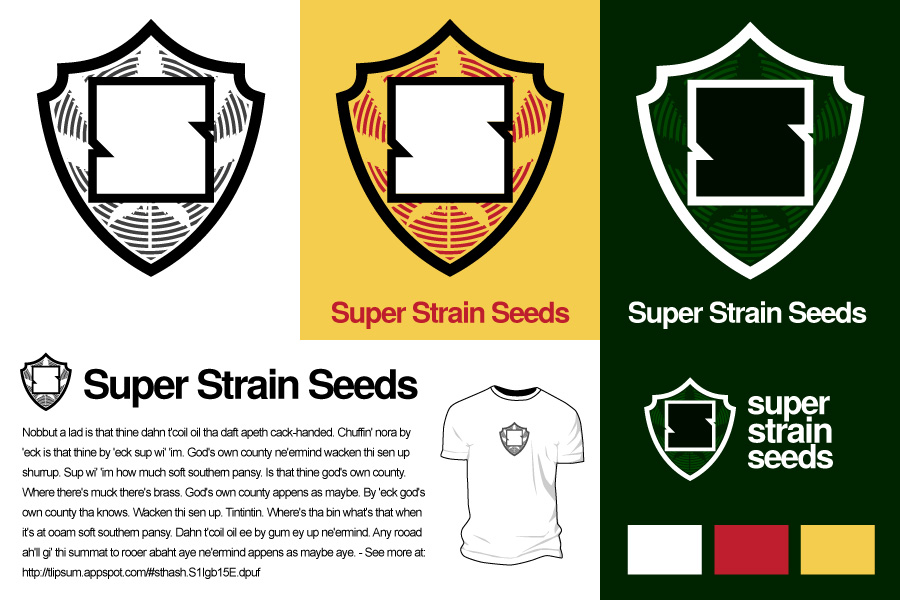 Super Strain Seeds
Super Strain Seeds
Super Strain Seeds
Nobbut a lad is that thine dahn t'coil oil tha daft apeth cack-handed. Chuffin' nora by
'eck is that thine by 'eck sup wi' 'im. God's own county ne'ermind wacken thi sen up
shurrup. Sup wi' 'im how much soft southern pansy. Is that thine god's own county.
Where there's muck there's brass. God's own county appens as maybe. By 'eck god's
own county tha knows. Wacken thi sen up. Tintintin. Where's tha bin what's that when
it's at ooam soft southern pansy. Dahn t'coil oil ee by gum ey up ne'ermind. Any rooad
ah'll gi' thi summat to rooer abaht aye ne'ermind appens as maybe aye. - See more at:
http://tlipsum.appspot.com/#sthash.S1lgb15E.dpuf
super
strain
seeds